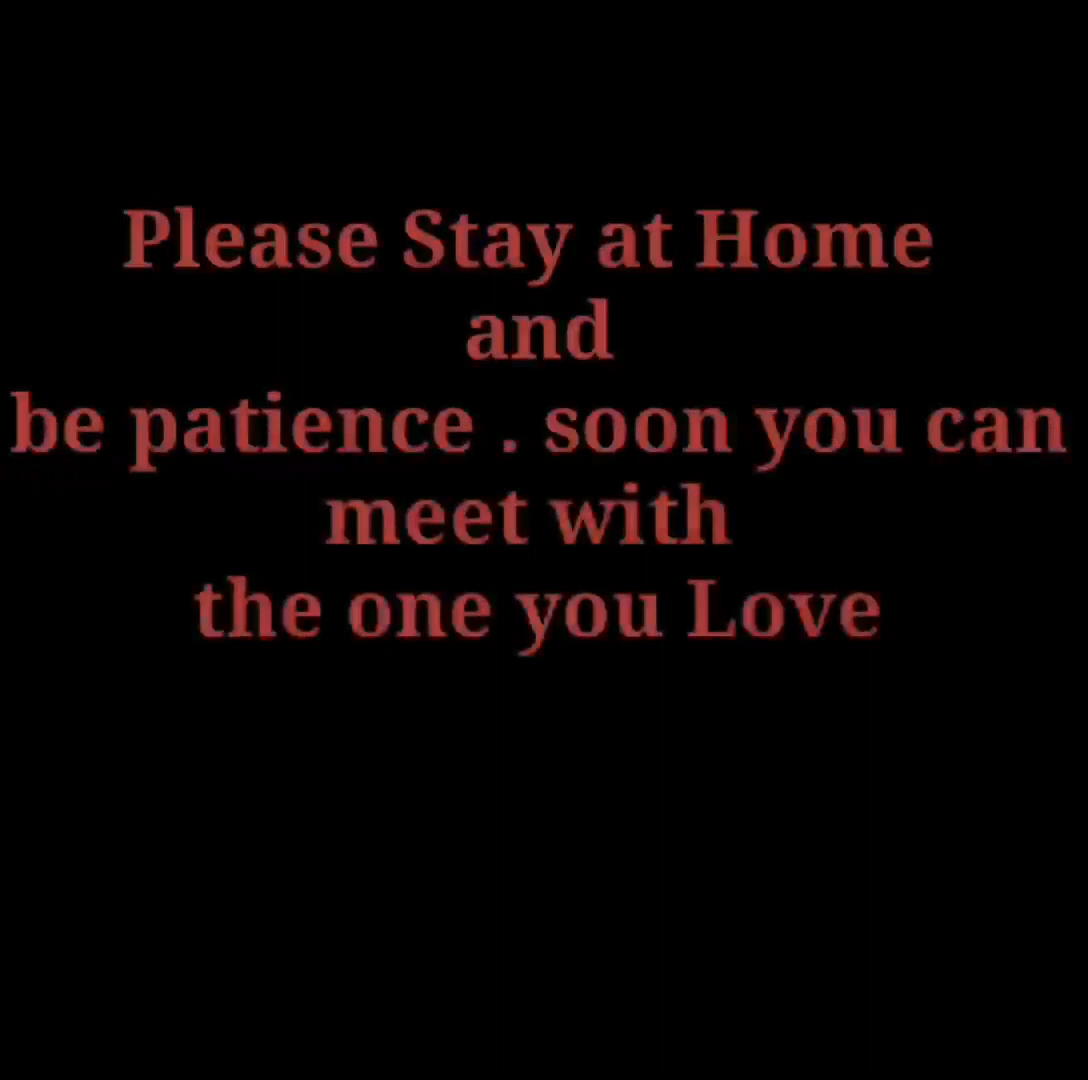 Please Stay at Home
and
be patience . soon you can
meet with
the one you Love